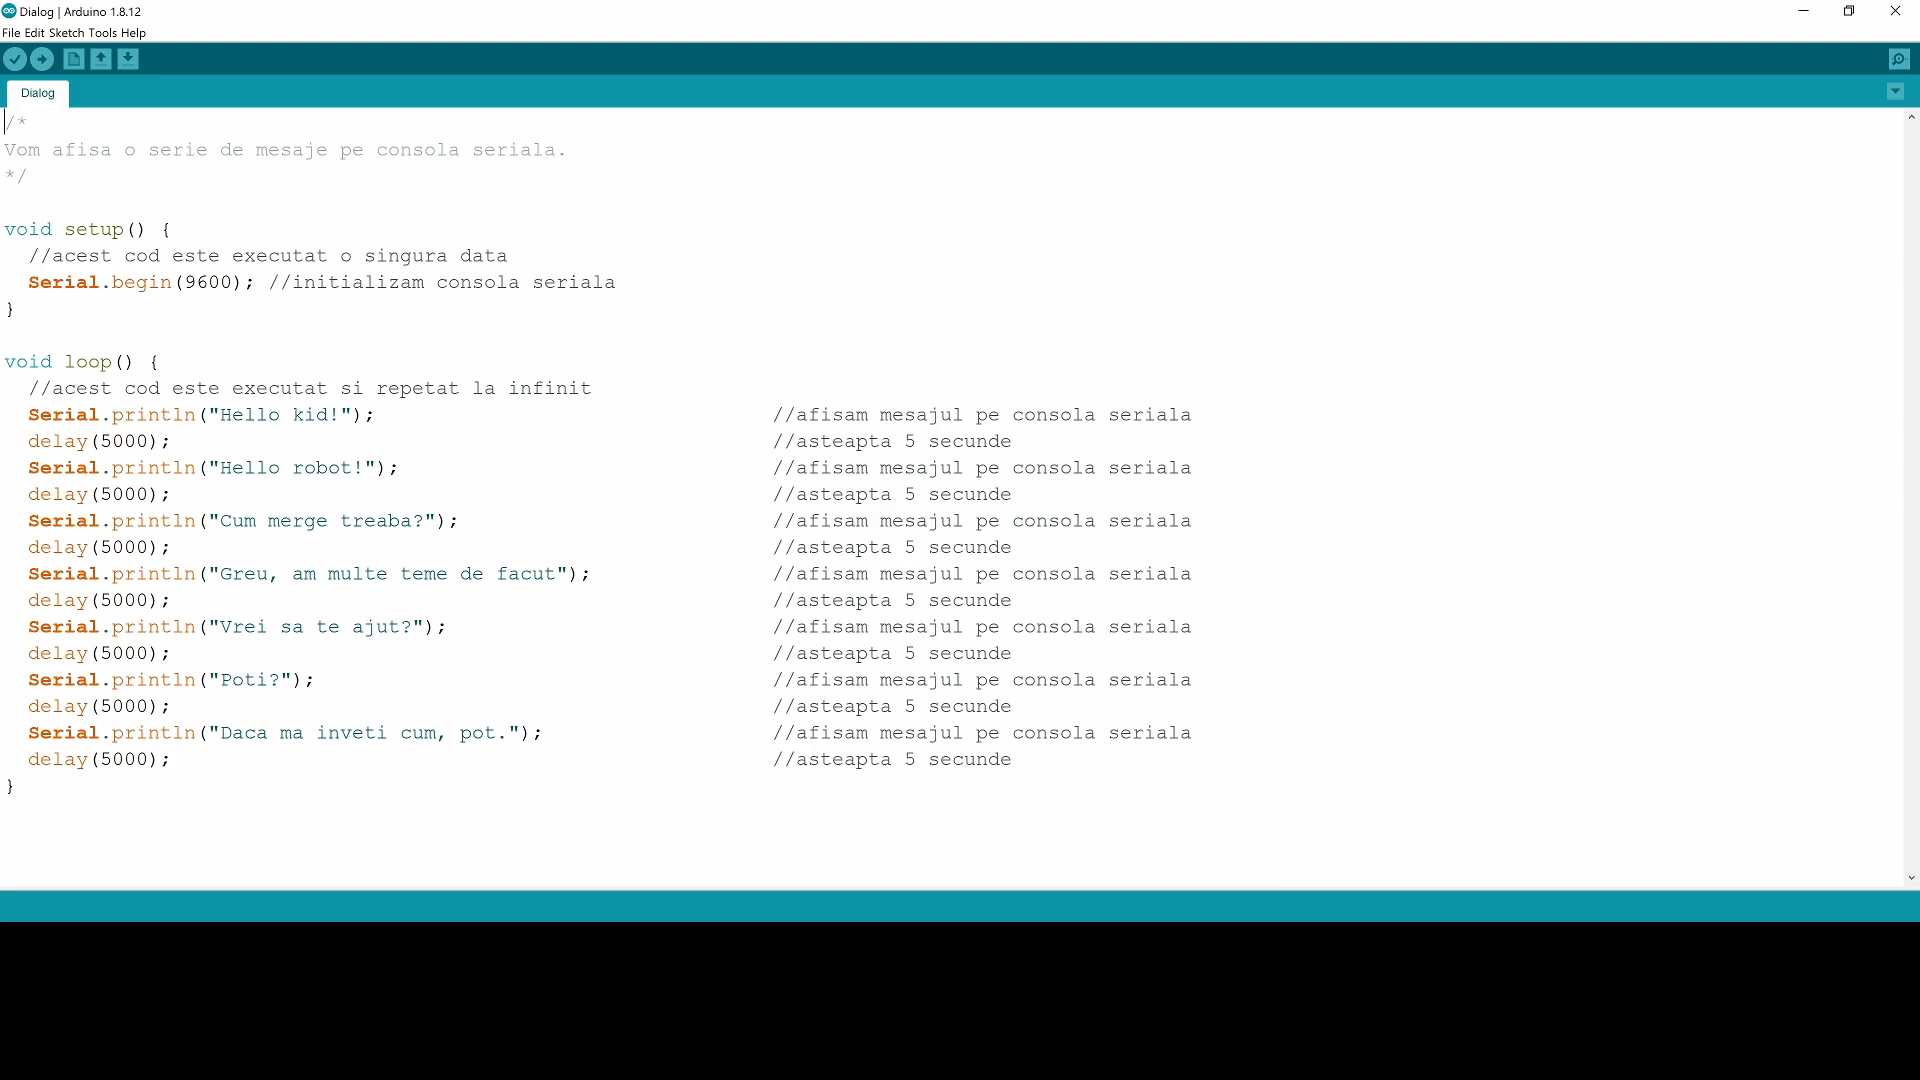 Dialog | Arduino 1.8.12
File Edit Sketch Tools Help
Dialog
/*
Vom afisa o serie de mesaje pe consola seriala.
*/
void setup() {
  //acest cod este executat o singura data
  Serial.begin(9600); //initializam consola seriala
}
void loop() {
  //acest cod este executat si repetat la infinit
  Serial.println("Hello kid!"); //afisam mesajul pe consola seriala
  delay(5000); //asteapta 5 secunde
  Serial.println("Hello robot!"); //afisam mesajul pe consola seriala
  delay(5000); //asteapta 5 secunde
  Serial.println("Cum merge treaba?"); //afisam mesajul pe consola seriala
  delay(5000); //asteapta 5 secunde
  Serial.println("Greu, am multe teme de facut"); //afisam mesajul pe consola seriala
  delay(5000); //asteapta 5 secunde
  Serial.println("Vrei sa te ajut?"); //afisam mesajul pe consola seriala
  delay(5000); //asteapta 5 secunde
  Serial.println("Poti?"); //afisam mesajul pe consola seriala
  delay(5000); //asteapta 5 secunde
  Serial.println("Daca ma inveti cum, pot."); //afisam mesajul pe consola seriala
  delay(5000); //asteapta 5 secunde
}